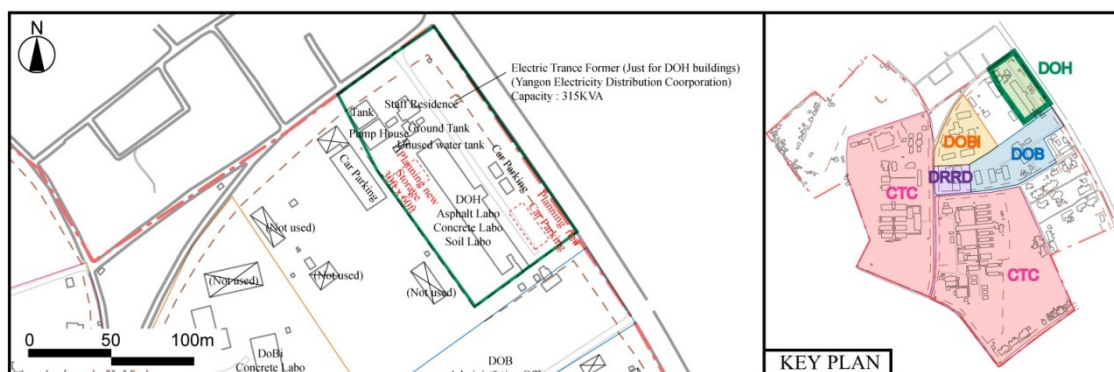 N
Electric Trance Former (Just for DOH buildings)
(Yangon Electricity Distribution Coorporation)
Capacity : 315KVA
Tank
Staff Residence
Pump House
Ground Tank
Unused water tank
Car Parking
Car Parking
Planning new
Storage
Planning
Car Parking
DOH
Asphalt Labo
Concrete Labo
Soil Labo
(Not used)
(Not used)
(Not used)
(Not used)
0 50 100m
DoBi
Concrete Labo
DOB
DOH
DOBI
DOB
DRRD
CTC
CTC
KEY PLAN